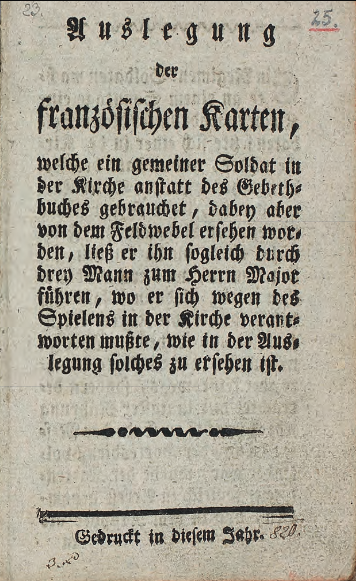 23.
25.
Auslegung
der
französischen Karten,
welche ein gemeiner Soldat in
der Kirche anstatt des Gebeth-
buches gebrauchet, dabey aber
von dem Feldwebel ersehen wor-
den, ließ er ihn sogleich durch
drey Mann zum Herrn Major
führen, wo er sich wegen des
Spielens in der Kirche verant-
worten mußte, wie in der Aus-
legung solches zu ersehen ist.
Gedruckt in diesem Jahr. 820.